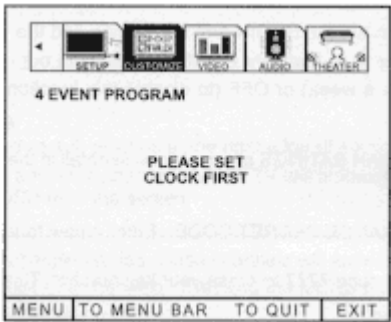 SETUP CUSTOMIZE VIDEO AUDIO THEATER
4 EVENT PROGRAM
PLEASE SET
CLOCK FIRST
MENU TO MENU BAR TO QUIT EXIT